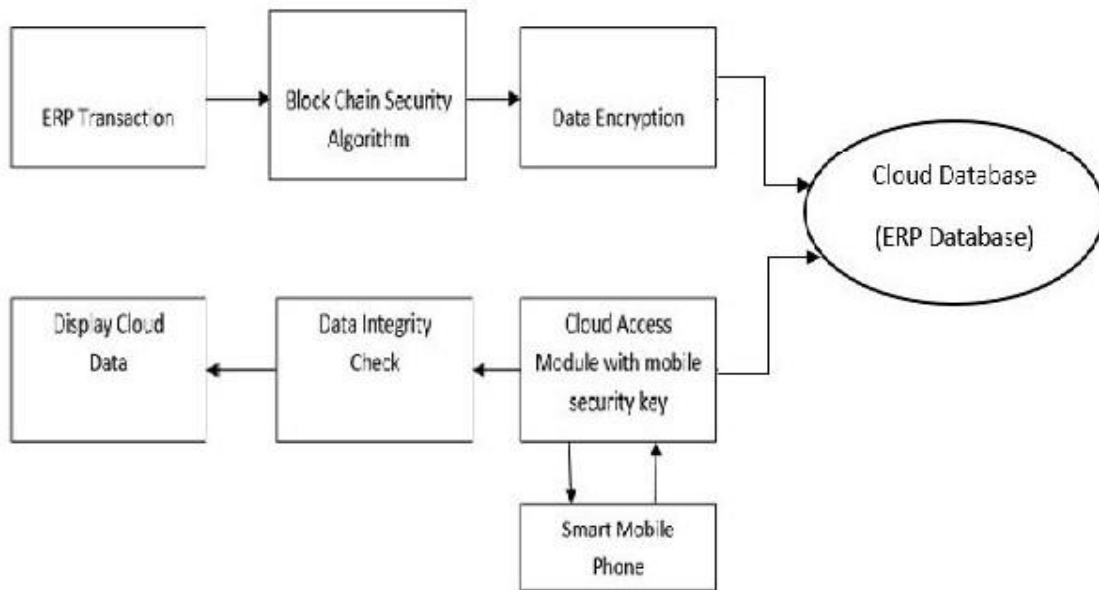 ERP Transaction
Block Chain Security
Algorithm
Data Encryption
Cloud Database
(ERP Database)
Display Cloud
Data
Data Integrity
Check
Cloud Access
Module with mobile
security key
Smart Mobile
Phone